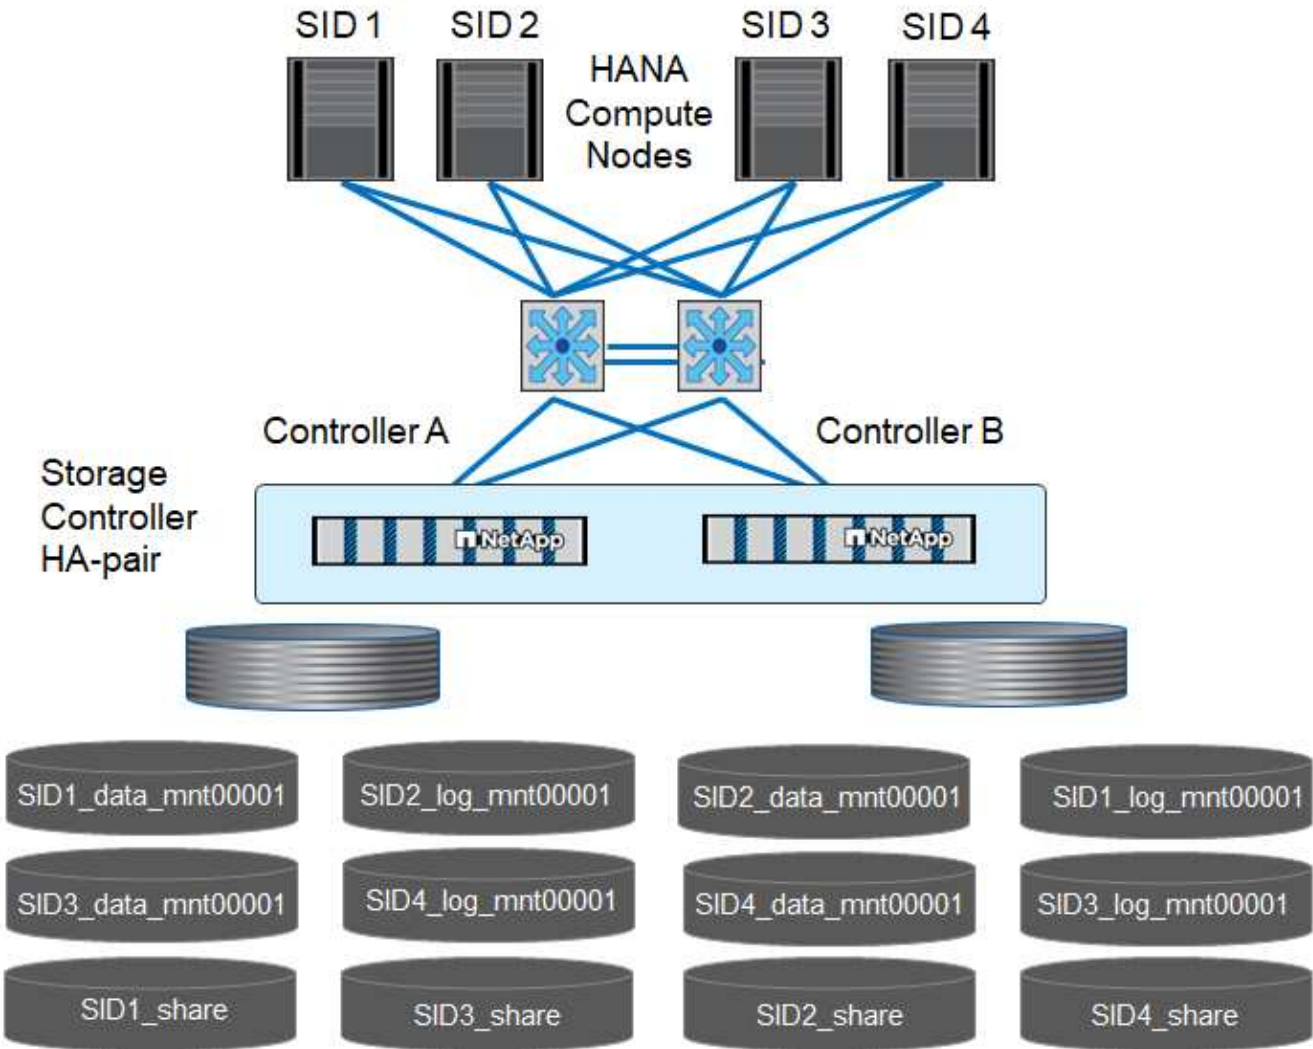 SID 1
SID 2
SID 3
SID 4
HANA
Compute
Nodes
Controller A
Controller B
Storage
Controller
HA-pair
NetApp
NetApp
SID1_data_mnt00001
SID2_log_mnt00001
SID2_data_mnt00001
SID1_log_mnt00001
SID3_data_mnt00001
SID4_log_mnt00001
SID4_data_mnt00001
SID3_log_mnt00001
SID1_share
SID3_share
SID2_share
SID4_share